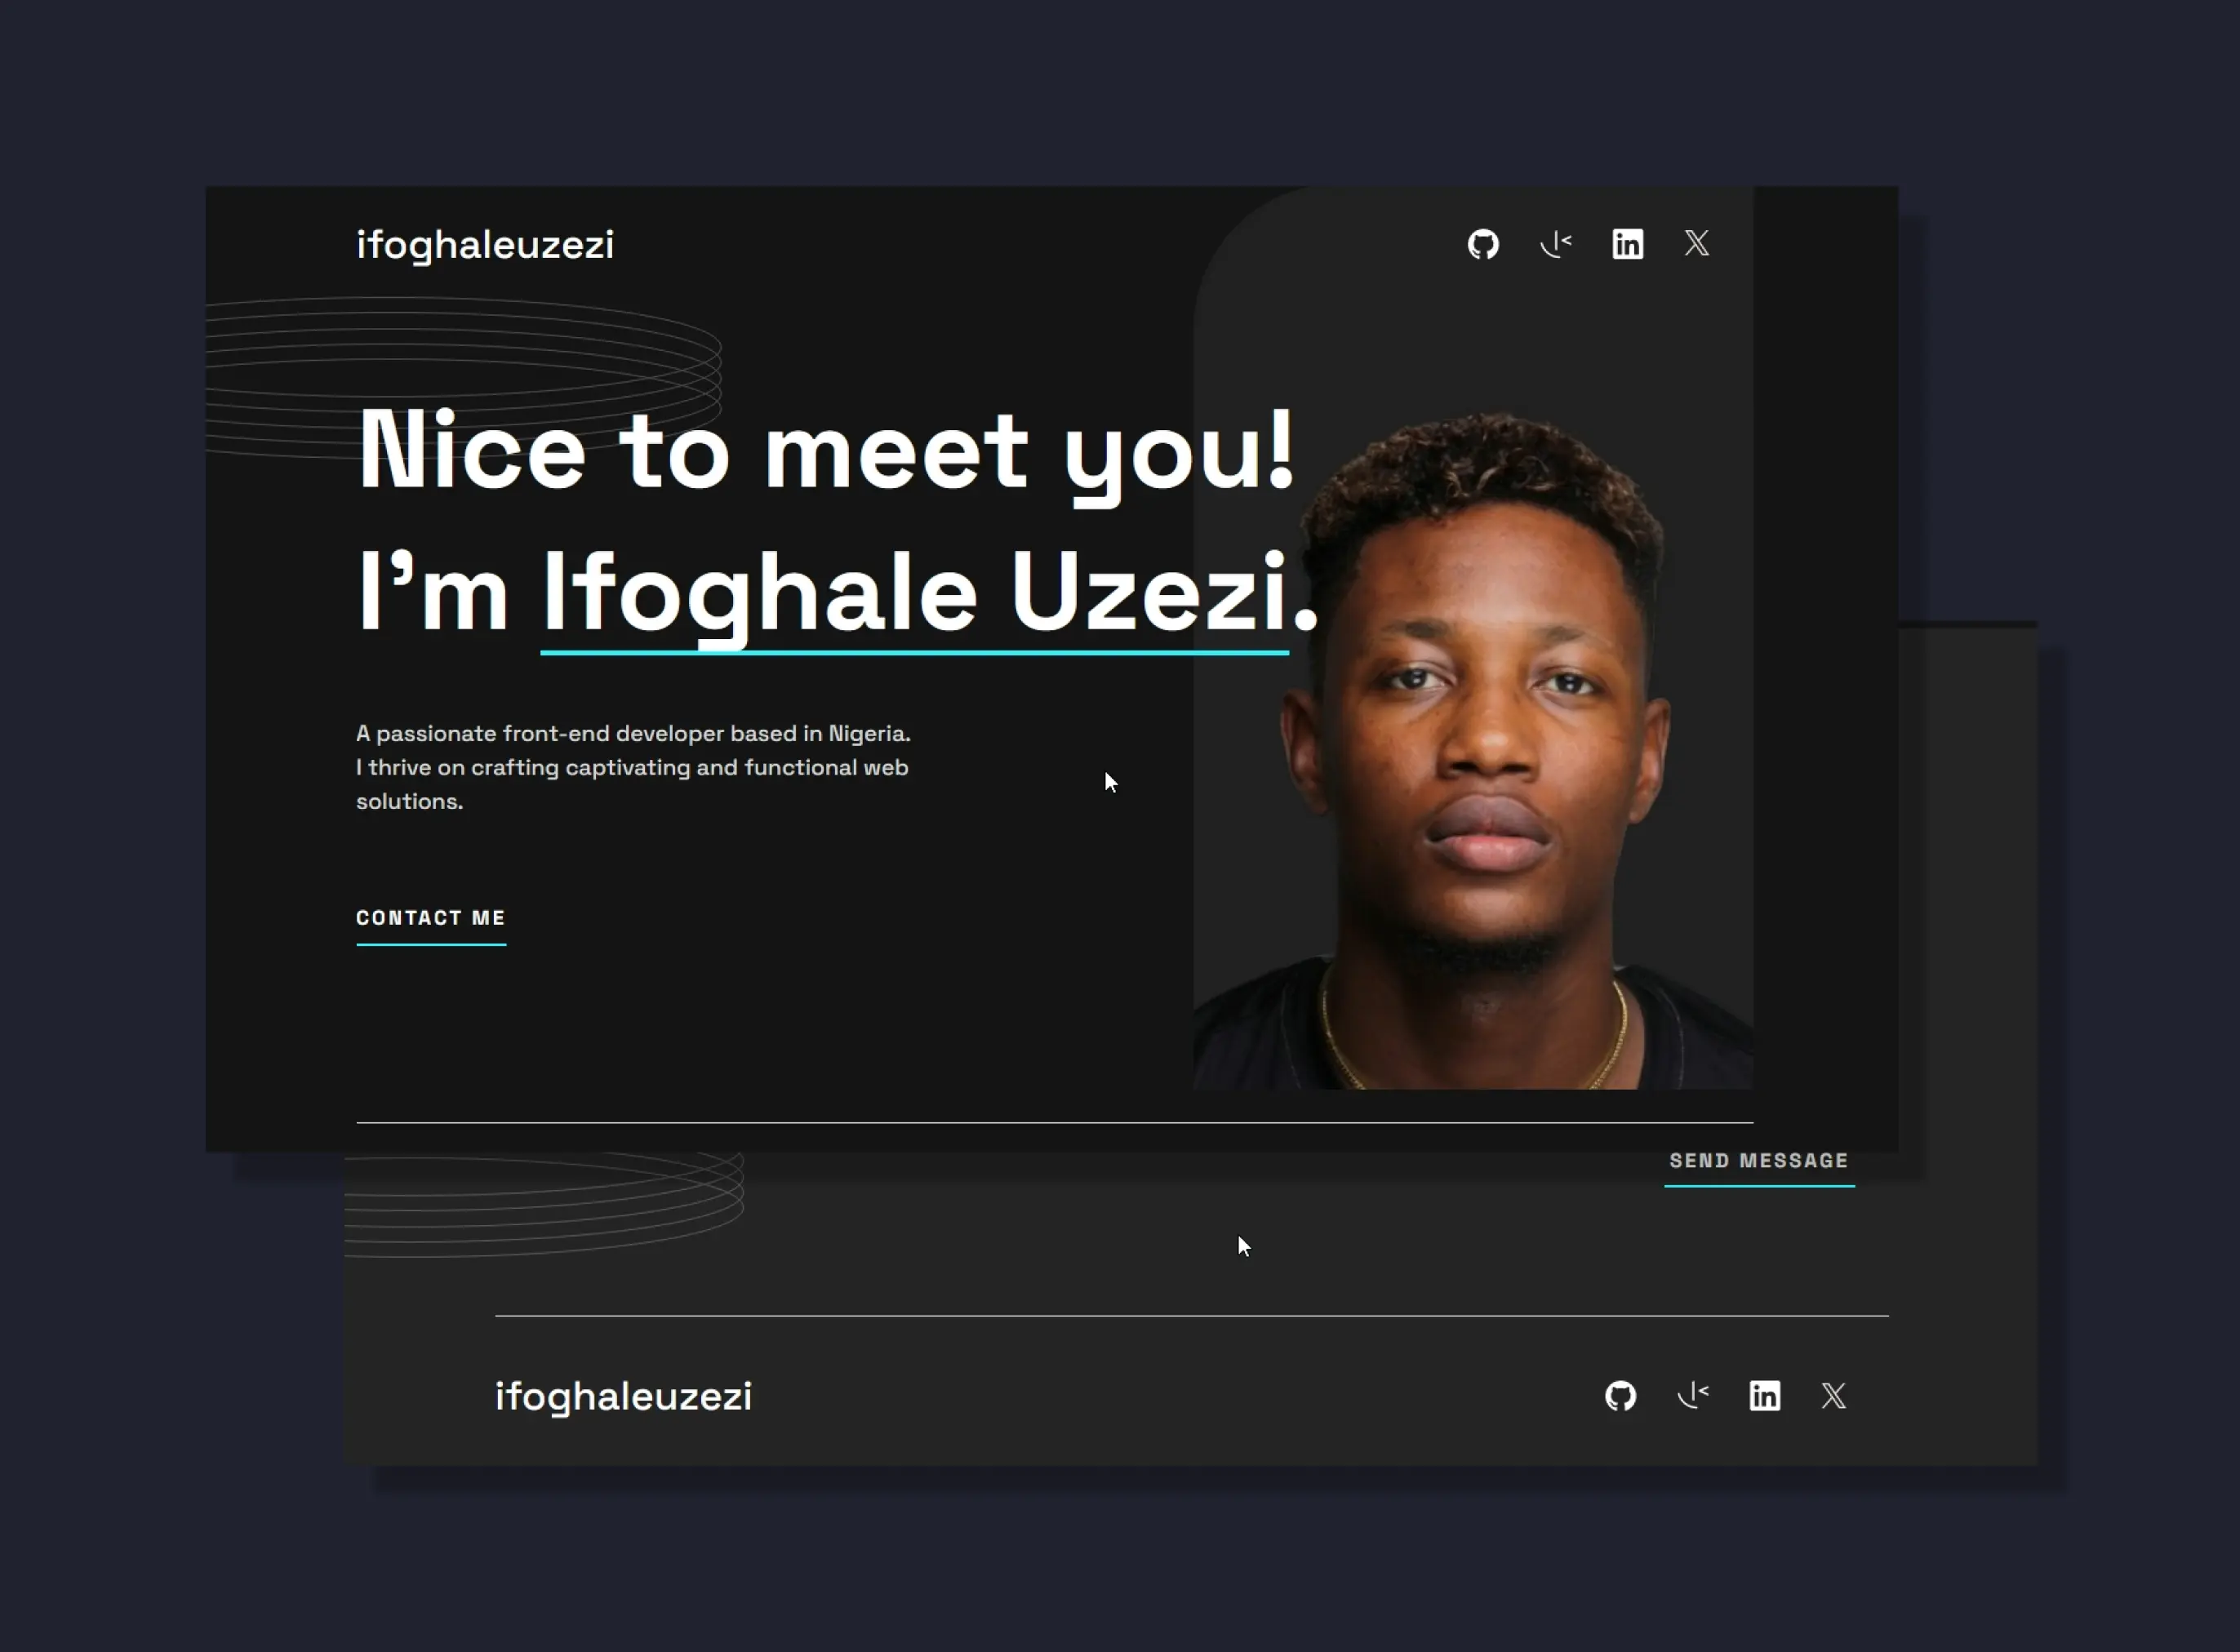 ifoghaleuzezi
Nice to meet you!
I’m Ifoghale Uzezi.
A passionate front-end developer based in Nigeria.
I thrive on crafting captivating and functional web
solutions.
CONTACT ME
SEND MESSAGE
ifoghaleuzezi